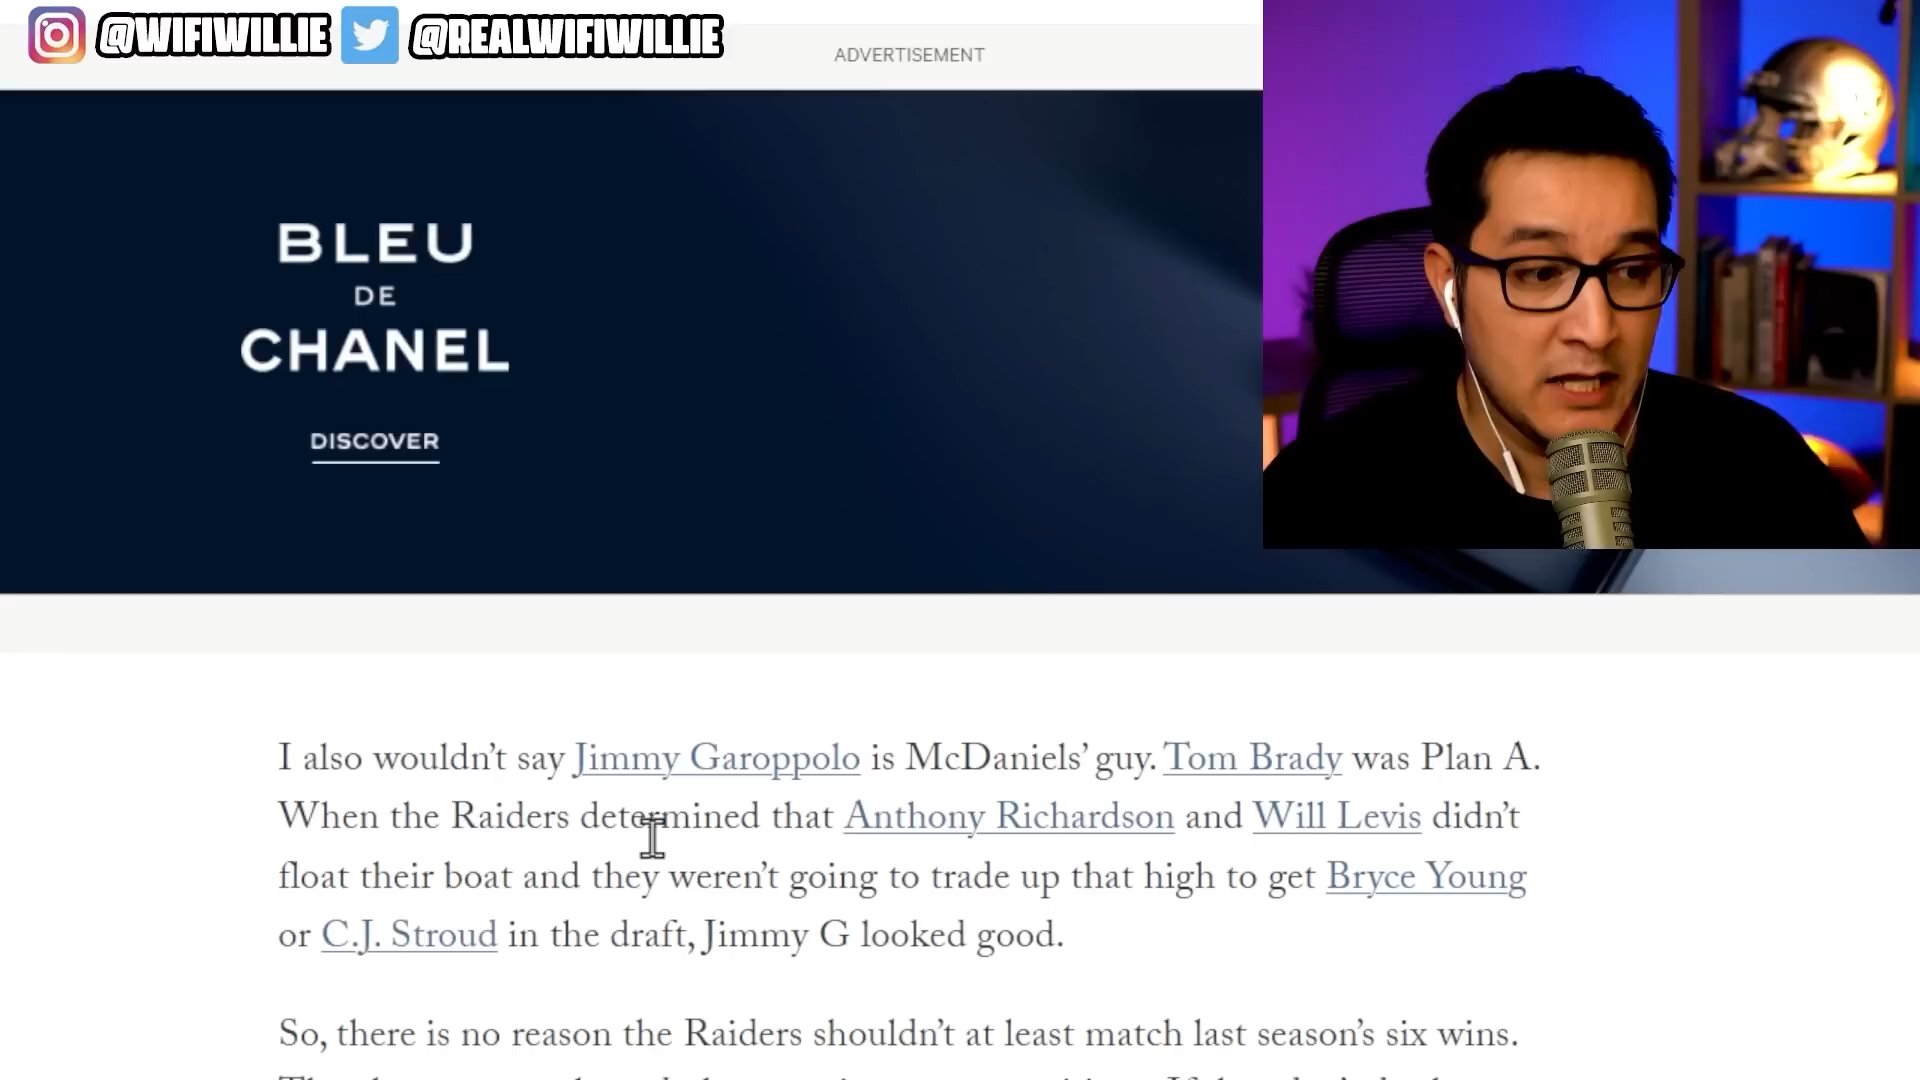 @WIFIWILLIE @REALWIFIWILLIE
ADVERTISEMENT
BLEU
DE
CHANEL
DISCOVER
I also wouldn’t say Jimmy Garoppolo is McDaniels’ guy. Tom Brady was Plan A.
When the Raiders determined that Anthony Richardson and Will Levis didn’t
float their boat and they weren’t going to trade up that high to get Bryce Young
or C.J. Stroud in the draft, Jimmy G looked good.
So, there is no reason the Raiders shouldn’t at least match last season’s six wins.